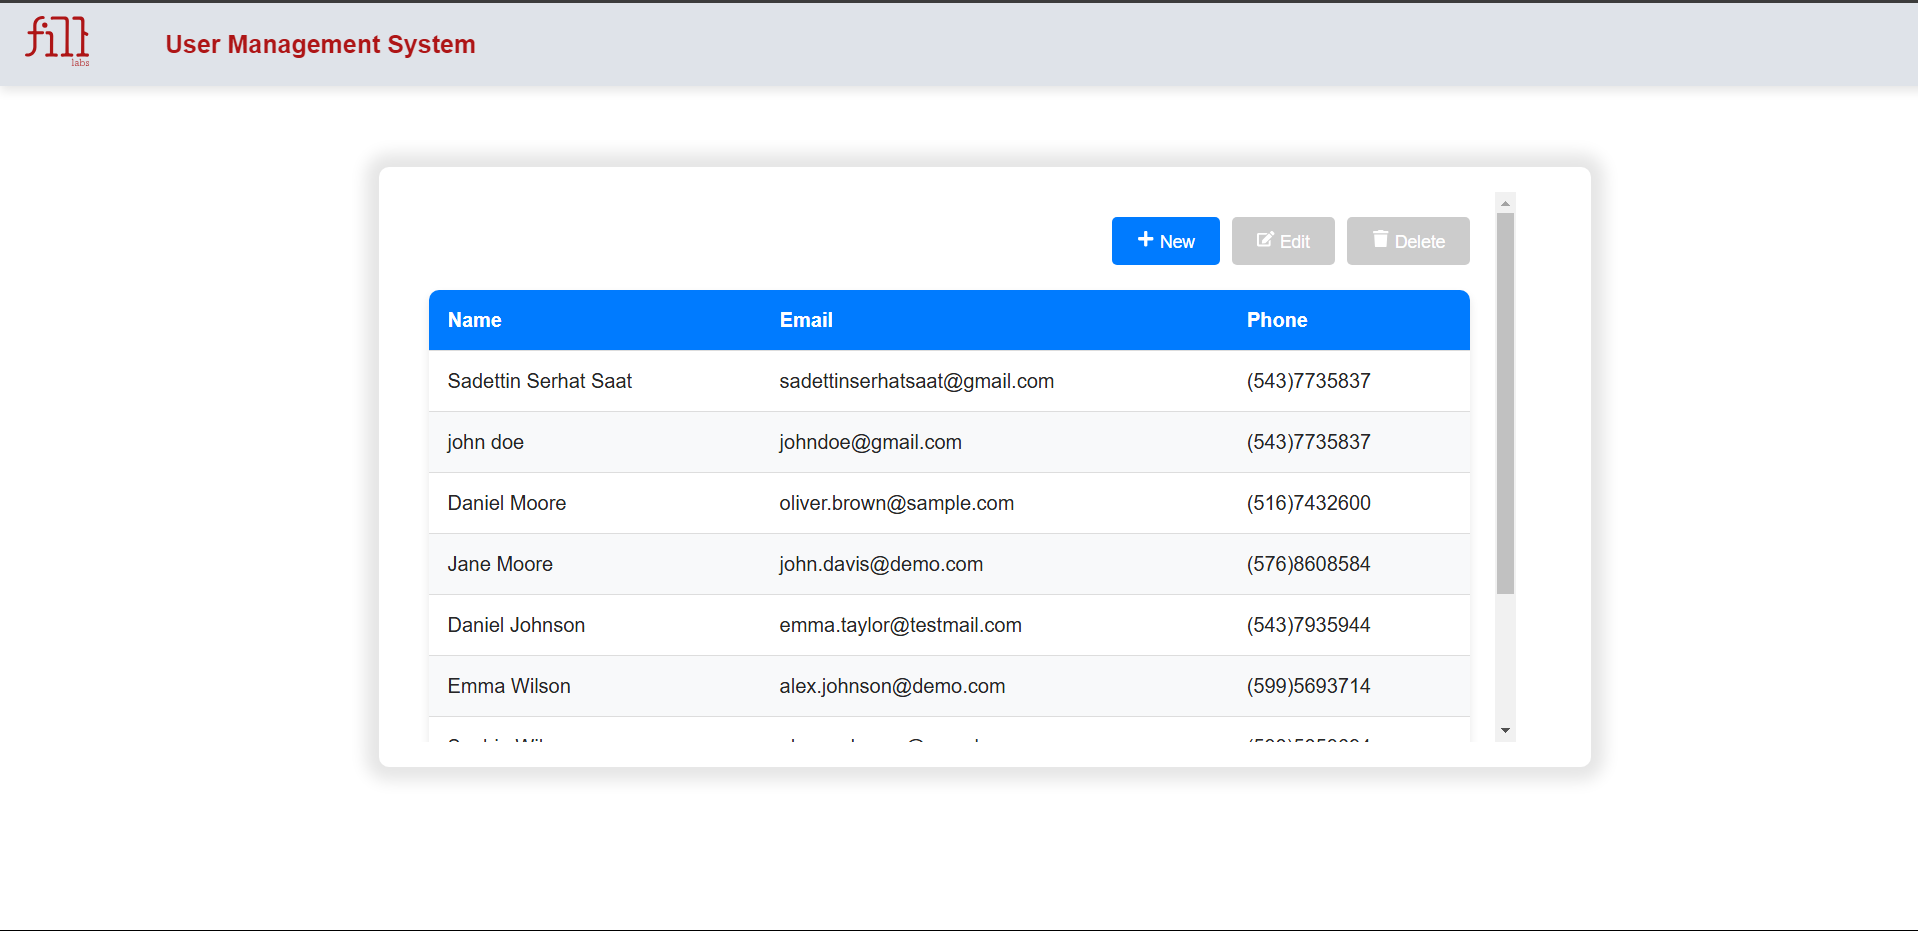 fill
labs
User Management System
New Edit Delete
Name Email Phone
Sadettin Serhat Saat sadettinserhatsaat@gmail.com (543)7735837
john doe johndoe@gmail.com (543)7735837
Daniel Moore oliver.brown@sample.com (516)7432600
Jane Moore john.davis@demo.com (576)8608584
Daniel Johnson emma.taylor@testmail.com (543)7935944
Emma Wilson alex.johnson@demo.com (599)5693714